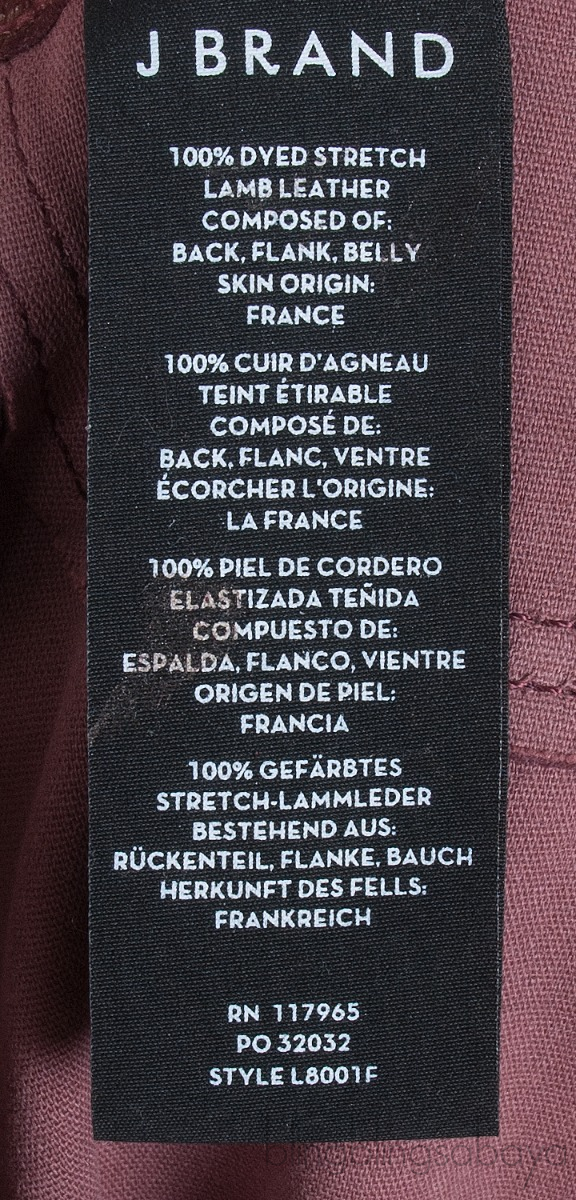 J BRAND
100% DYED STRETCH
LAMB LEATHER
COMPOSED OF:
BACK, FLANK, BELLY
SKIN ORIGIN:
FRANCE
100% CUIR D'AGNEAU
TEINT ÉTIRABLE
COMPOSÉ DE:
BACK, FLANC, VENTRE
ÉCORCHER L'ORIGINE:
LA FRANCE
100% PIEL DE CORDERO
ELASTIZADA TEÑIDA
COMPUESTO DE:
ESPALDA, FLANCO, VIENTRE
ORIGEN DE PIEL:
FRANCIA
100% GEFÄRBTES
STRETCH-LAMMLEDER
BESTEHEND AUS:
RÜCKENTEIL, FLANKE, BAUCH
HERKUNFT DES FELLS:
FRANKREICH
RN 117965
PO 32032
STYLE L8001F